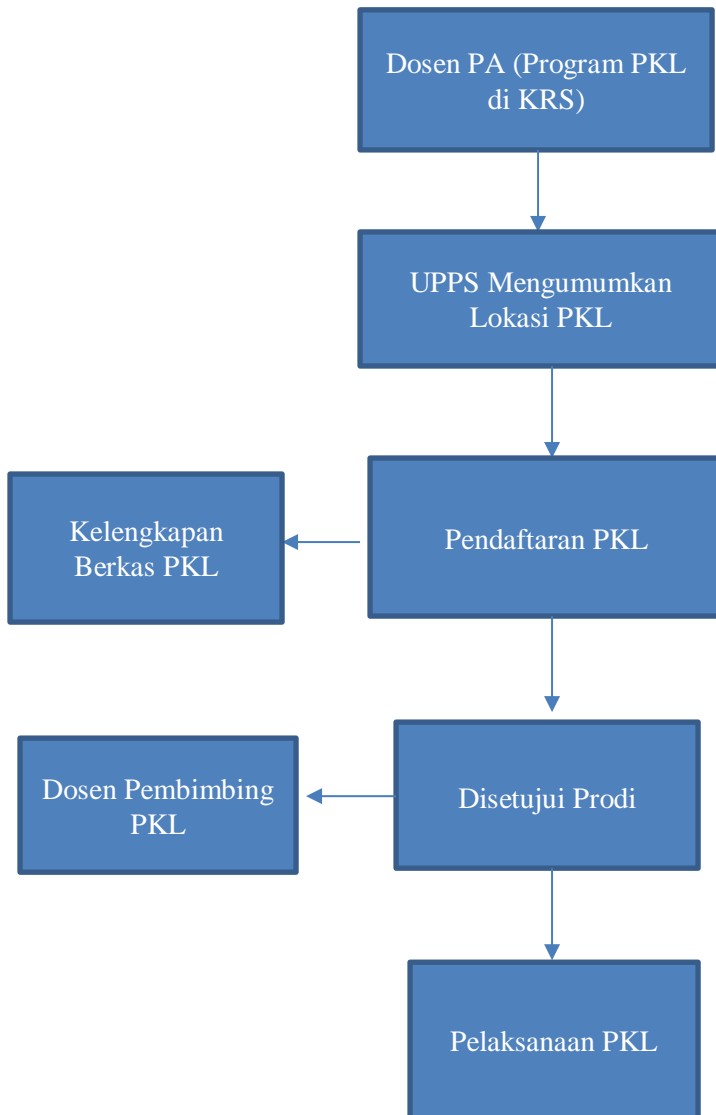 Dosen PA (Program PKL
di KRS)
UPPS Mengumumkan
Lokasi PKL
Kelengkapan
Berkas PKL
Pendaftaran PKL
Dosen Pembimbing
PKL
Disetujui Prodi
Pelaksanaan PKL